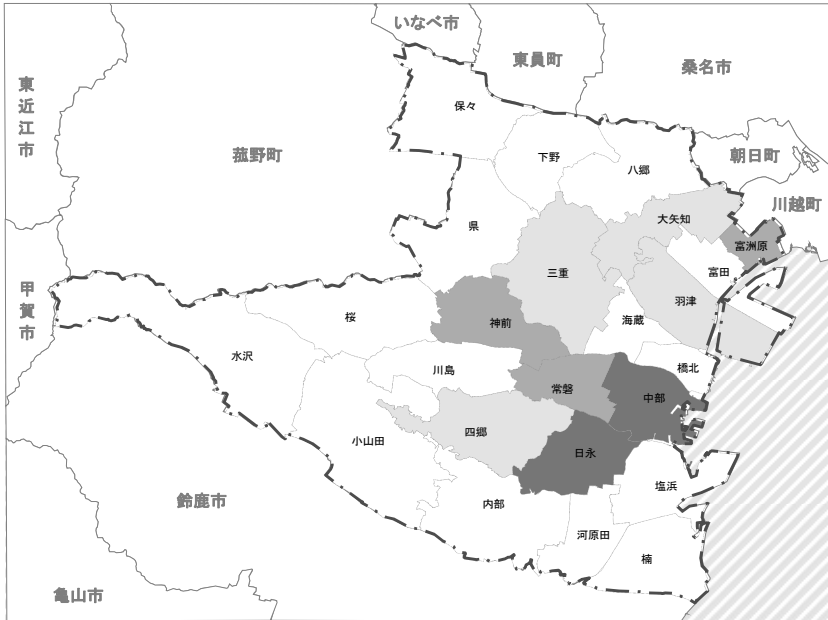 いなべ市
東員町
桑名市
東近江市
保々
菰野町
下野
八郷
朝日町
川越町
大矢知
県
富洲原
三重
富田
甲賀市
羽津
桜
神前
海蔵
水沢
川島
橋北
常磐
中部
四郷
小山田
日永
塩浜
鈴鹿市
内部
河原田
楠
亀山市